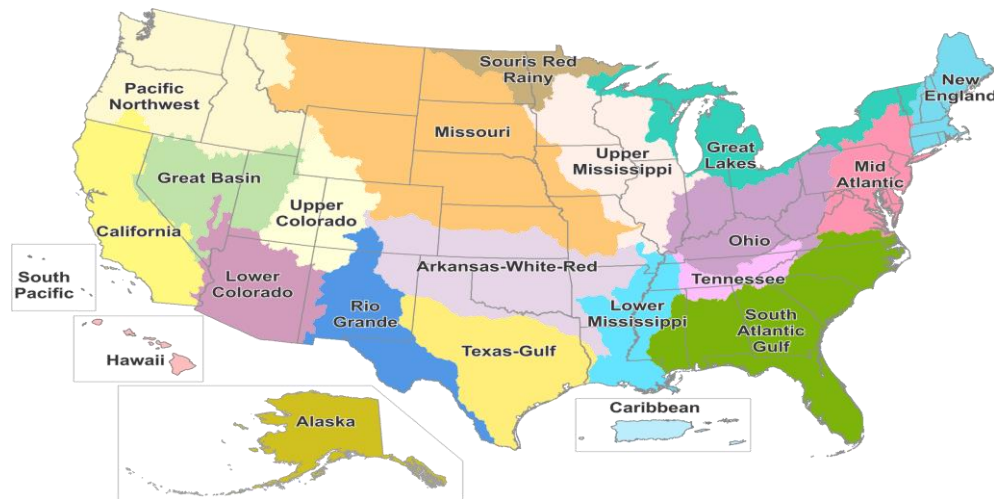 Souris Red
Rainy
New
England
Pacific
Northwest
Missouri
Great
Lakes
Upper
Mississippi
Mid
Atlantic
Great Basin
Upper
Colorado
California
Ohio
Arkansas-White-Red
Tennessee
South
Pacific
Lower
Colorado
Rio
Grande
Lower
Mississippi
South
Atlantic
Gulf
Texas-Gulf
Hawaii
Caribbean
Alaska